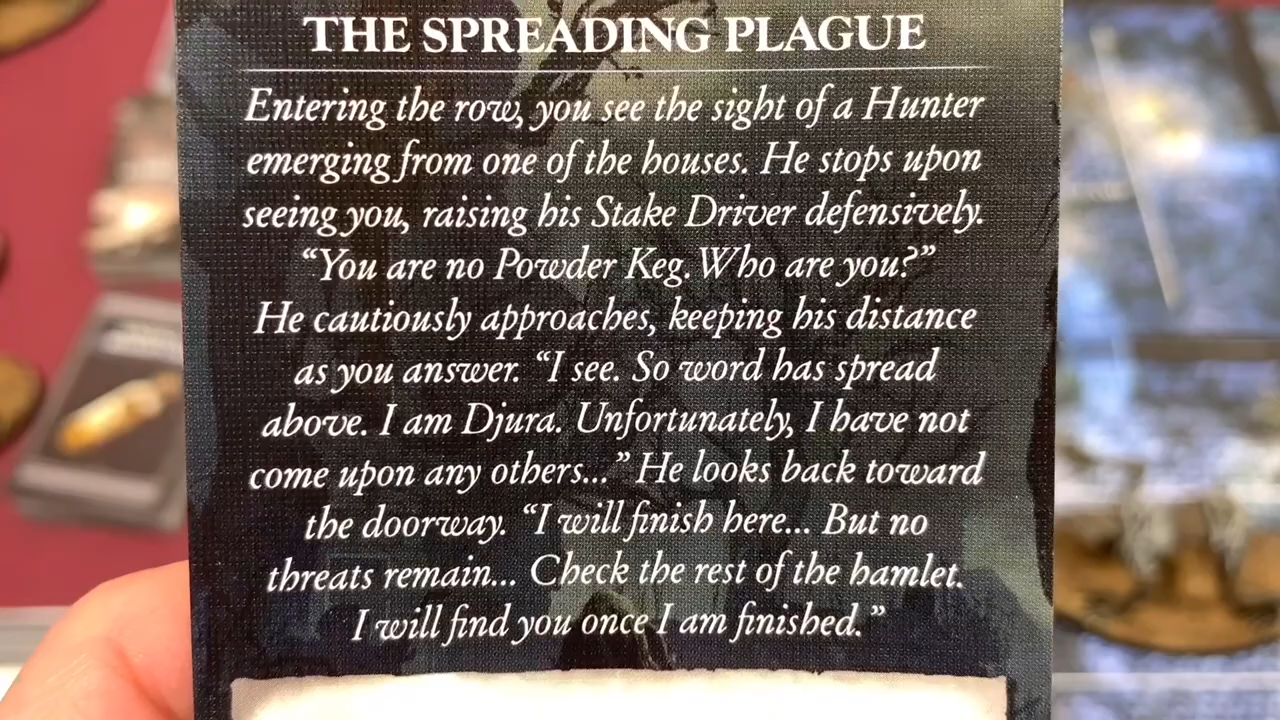 THE SPREADING PLAGUE
Entering the row, you see the sight of a Hunter
emerging from one of the houses. He stops upon
seeing you, raising his Stake Driver defensively.
“You are no Powder Keg. Who are you?”
He cautiously approaches, keeping his distance
as you answer. “I see. So word has spread
above. I am Djura. Unfortunately, I have not
come upon any others...” He looks back toward
the doorway. “I will finish here... But no
threats remain... Check the rest of the hamlet.
I will find you once I am finished.”